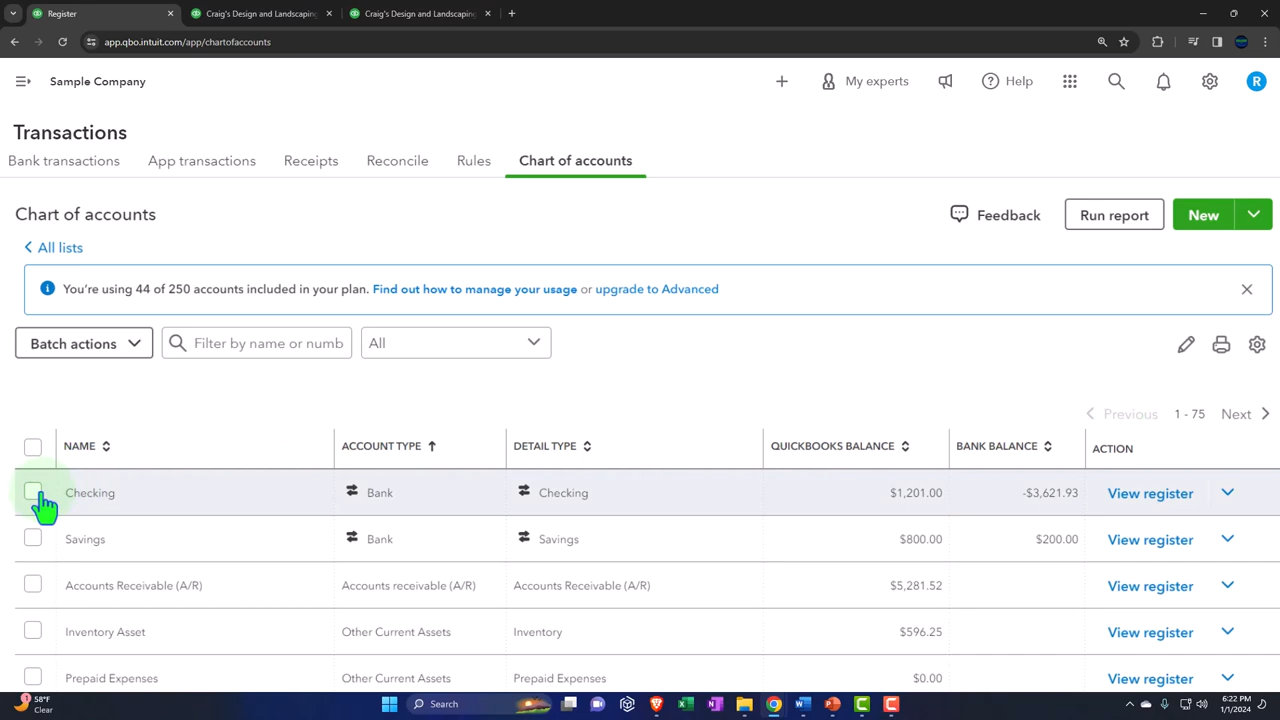 Register
Craig's Design and Landscaping
Craig's Design and Landscaping
app.qbo.intuit.com/app/chartofaccounts
Sample Company
My experts
Help
R
Transactions
Bank transactions
App transactions
Receipts
Reconcile
Rules
Chart of accounts
Chart of accounts
Feedback
Run report
New
All lists
You're using 44 of 250 accounts included in your plan. Find out how to manage your usage or upgrade to Advanced
Batch actions
Filter by name or numb
All
Previous 1 - 75 Next
NAME ACCOUNT TYPE DETAIL TYPE QUICKBOOKS BALANCE BANK BALANCE ACTION
Checking Bank Checking $1,201.00 -$3,621.93 View register
Savings Bank Savings $800.00 $200.00 View register
Accounts Receivable (A/R) Accounts receivable (A/R) Accounts Receivable (A/R) $5,281.52 View register
Inventory Asset Other Current Assets Inventory $596.25 View register
Prepaid Expenses Other Current Assets Prepaid Expenses $0.00 View register
1
58°F
Clear
Search
6:22 PM
1/1/2024